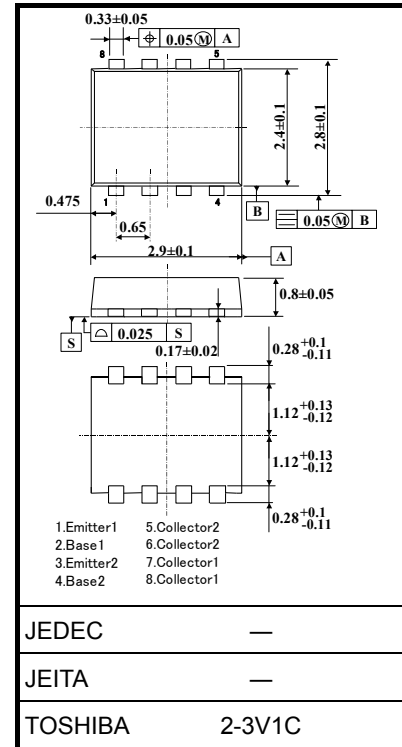 0.33±0.05
⌖ 0.05Ⓜ A
8 5
2.4±0.1
2.8±0.1
0.475
1 4
B
⌯ 0.05Ⓜ B
0.65
2.9±0.1
A
0.8±0.05
S
⌓ 0.025 S
0.17±0.02
0.28 +0.1 -0.11
1.12 +0.13 -0.12
1.12 +0.13 -0.12
0.28 +0.1 -0.11
1.Emitter1 5.Collector2
2.Base1 6.Collector2
3.Emitter2 7.Collector1
4.Base2 8.Collector1
JEDEC ―
JEITA ―
TOSHIBA 2-3V1C